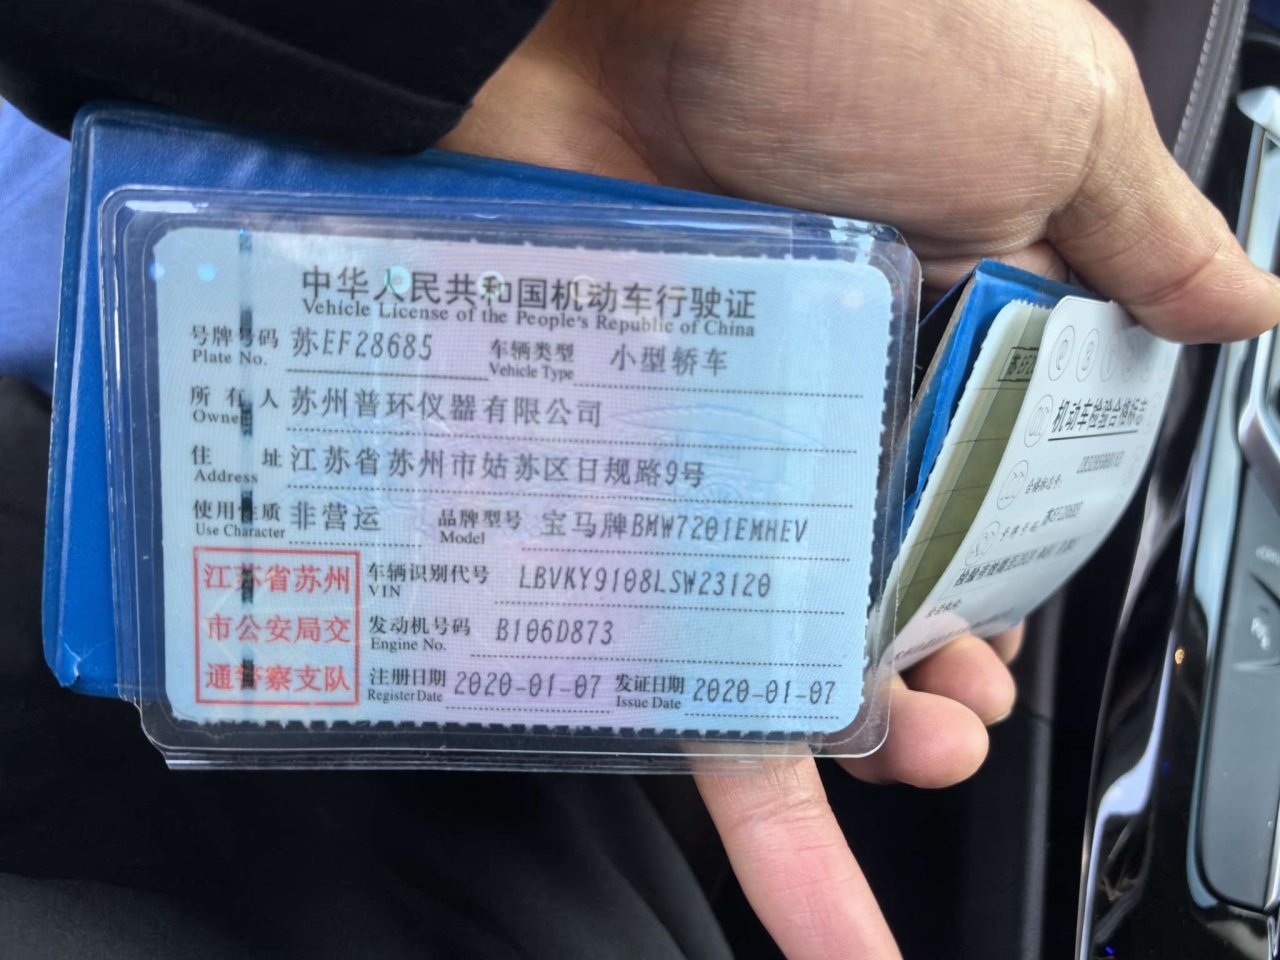 中华人民共和国机动车行驶证
Vehicle License of the People's Republic of China
号牌号码 苏EF28685 车辆类型 小型轿车
Plate No. Vehicle Type
所有人 苏州普环仪器有限公司
Owner
住址 江苏省苏州市姑苏区日规路9号
Address
使用性质 非营运 品牌型号 宝马牌BMW7201EMHEV
Use Character Model
江苏省苏州
市公安局交
通警察支队
车辆识别代号 LBVKY9108LSW23120
VIN
发动机号码 B106D873
Engine No.
注册日期 2020-01-07 发证日期 2020-01-07
Register Date Issue Date
机动车检验合格标志